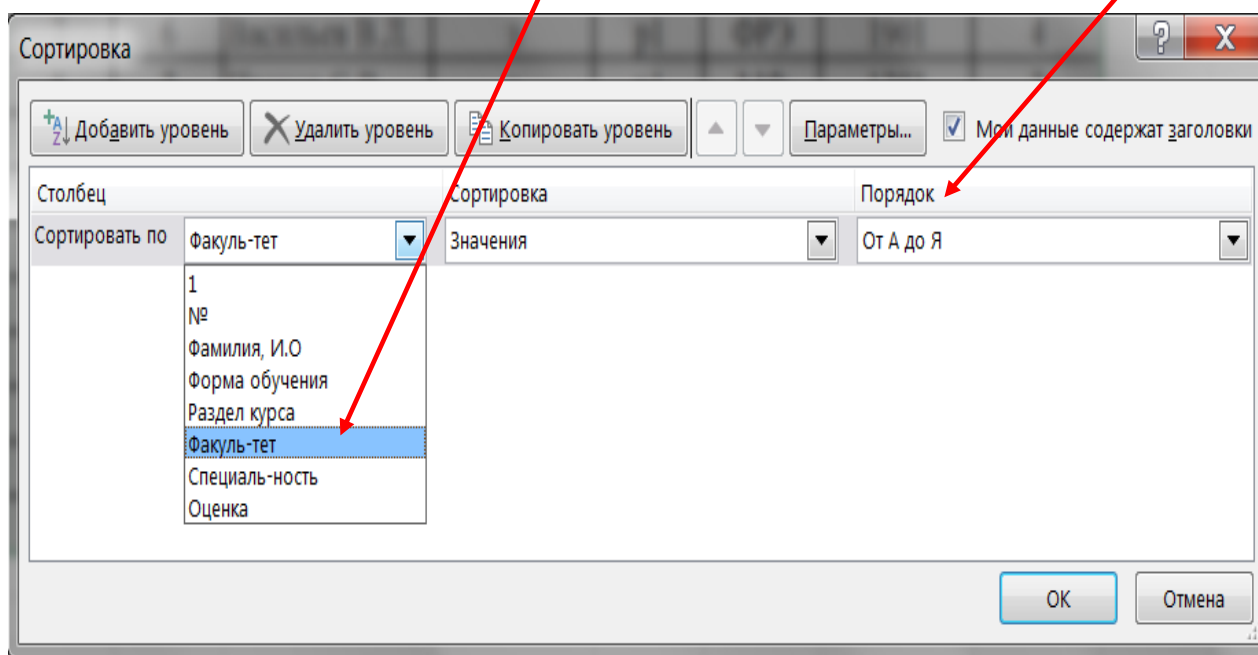 Сортировка
Добавить уровень Удалить уровень Копировать уровень Параметры... Мои данные содержат заголовки
Столбец Сортировка Порядок
Сортировать по Факуль-тет Значения От А до Я
1
№
Фамилия, И.О
Форма обучения
Раздел курса
Факуль-тет
Специаль-ность
Оценка
ОК Отмена